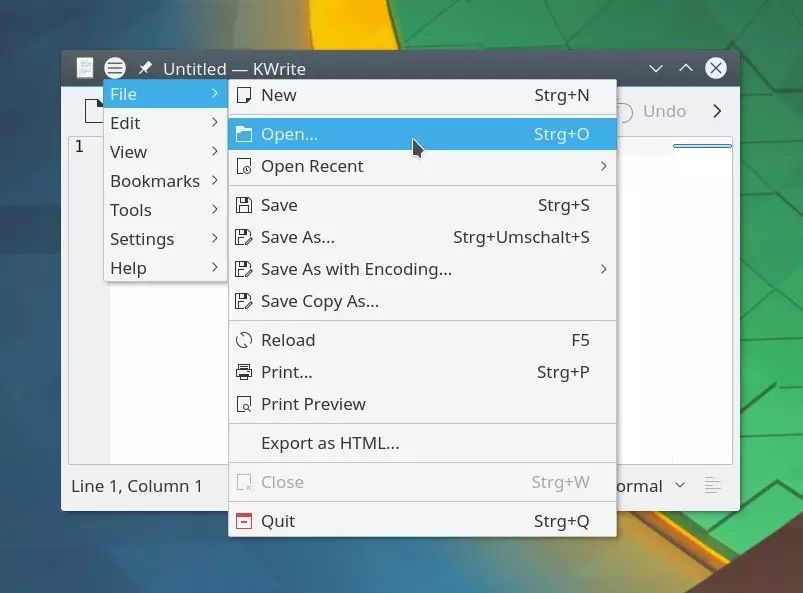 Untitled — KWrite
File
Edit
View
Bookmarks
Tools
Settings
Help
New Strg+N
Open... Strg+O
Open Recent
Save Strg+S
Save As... Strg+Umschalt+S
Save As with Encoding...
Save Copy As...
Reload F5
Print... Strg+P
Print Preview
Export as HTML...
Close Strg+W
Quit Strg+Q
Undo
1
Line 1, Column 1
ormal